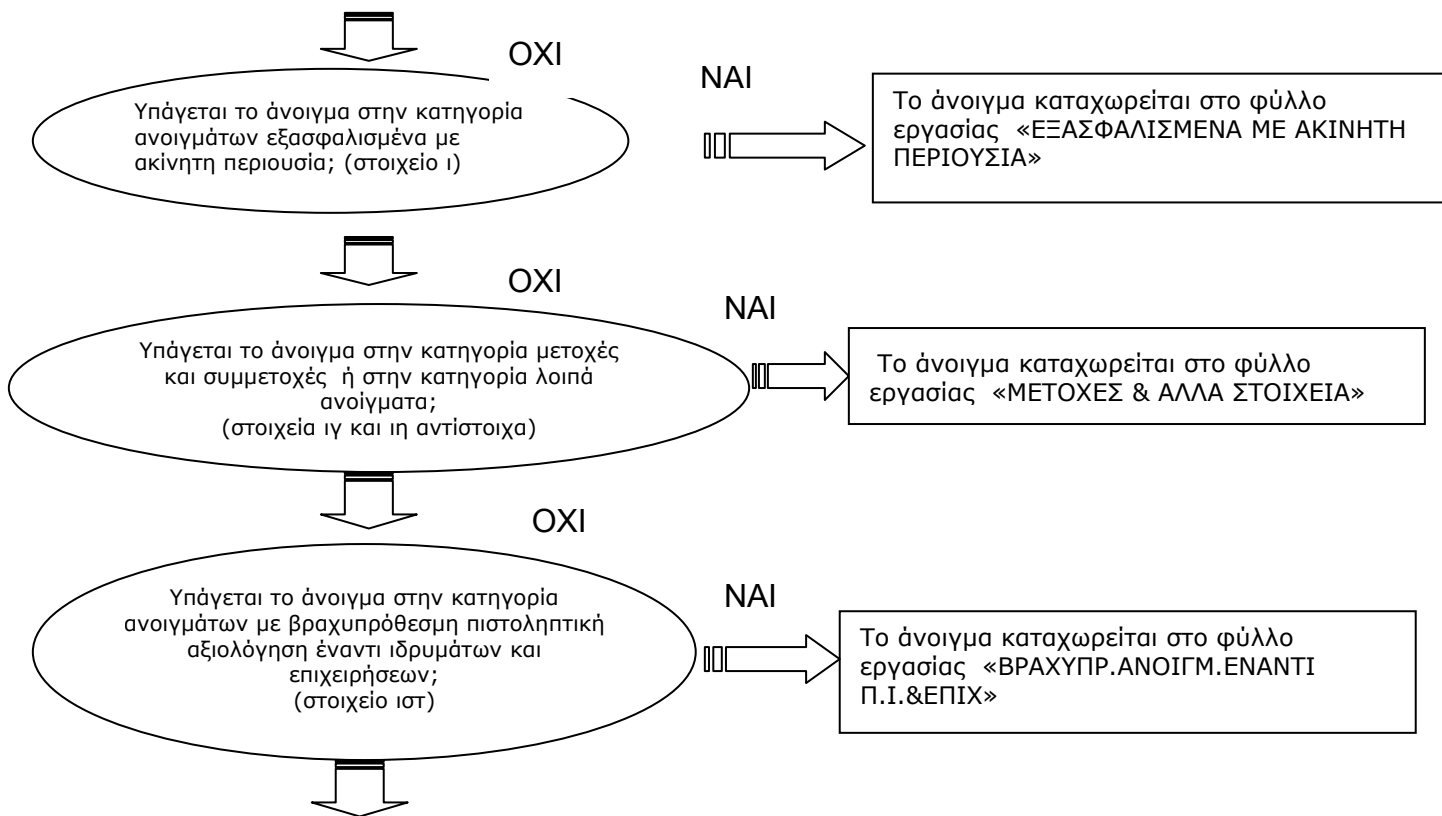 ΟΧΙ
Υπάγεται το άνοιγμα στην κατηγορία
ανοιγμάτων εξασφαλισμένα με
ακίνητη περιουσία; (στοιχείο ι)
ΝΑΙ
Το άνοιγμα καταχωρείται στο φύλλο
εργασίας «ΕΞΑΣΦΑΛΙΣΜΕΝΑ ΜΕ ΑΚΙΝΗΤΗ
ΠΕΡΙΟΥΣΙΑ»
ΟΧΙ
Υπάγεται το άνοιγμα στην κατηγορία μετοχές
και συμμετοχές ή στην κατηγορία λοιπά
ανοίγματα;
(στοιχεία ιγ και ιη αντίστοιχα)
ΝΑΙ
Το άνοιγμα καταχωρείται στο φύλλο
εργασίας «ΜΕΤΟΧΕΣ & ΑΛΛΑ ΣΤΟΙΧΕΙΑ»
ΟΧΙ
Υπάγεται το άνοιγμα στην κατηγορία
ανοιγμάτων με βραχυπρόθεσμη πιστοληπτική
αξιολόγηση έναντι ιδρυμάτων και
επιχειρήσεων;
(στοιχείο ιστ)
ΝΑΙ
Το άνοιγμα καταχωρείται στο φύλλο
εργασίας «ΒΡΑΧΥΠΡ.ΑΝΟΙΓΜ.ΕΝΑΝΤΙ
Π.Ι.&ΕΠΙΧ»